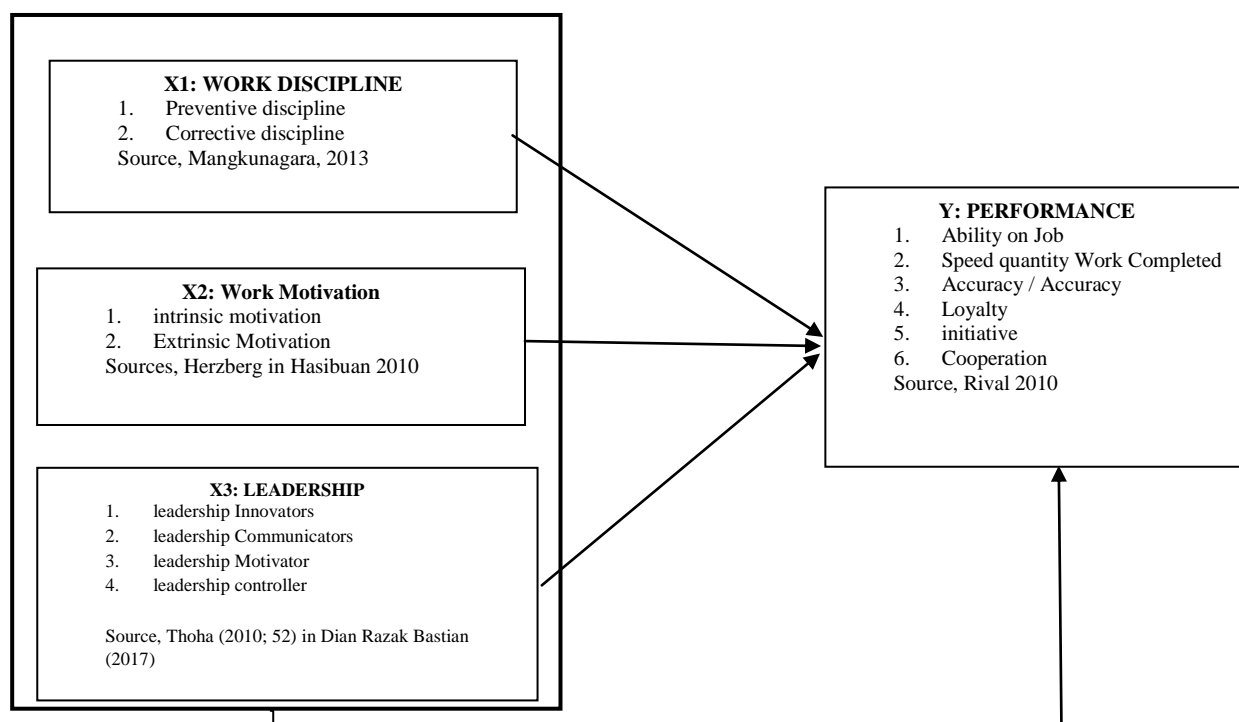 X1: WORK DISCIPLINE
1. Preventive discipline
2. Corrective discipline
Source, Mangkunagara, 2013
X2: Work Motivation
1. intrinsic motivation
2. Extrinsic Motivation
Sources, Herzberg in Hasibuan 2010
X3: LEADERSHIP
1. leadership Innovators
2. leadership Communicators
3. leadership Motivator
4. leadership controller
Source, Thoha (2010; 52) in Dian Razak Bastian
(2017)
Y: PERFORMANCE
1. Ability on Job
2. Speed quantity Work Completed
3. Accuracy / Accuracy
4. Loyalty
5. initiative
6. Cooperation
Source, Rival 2010